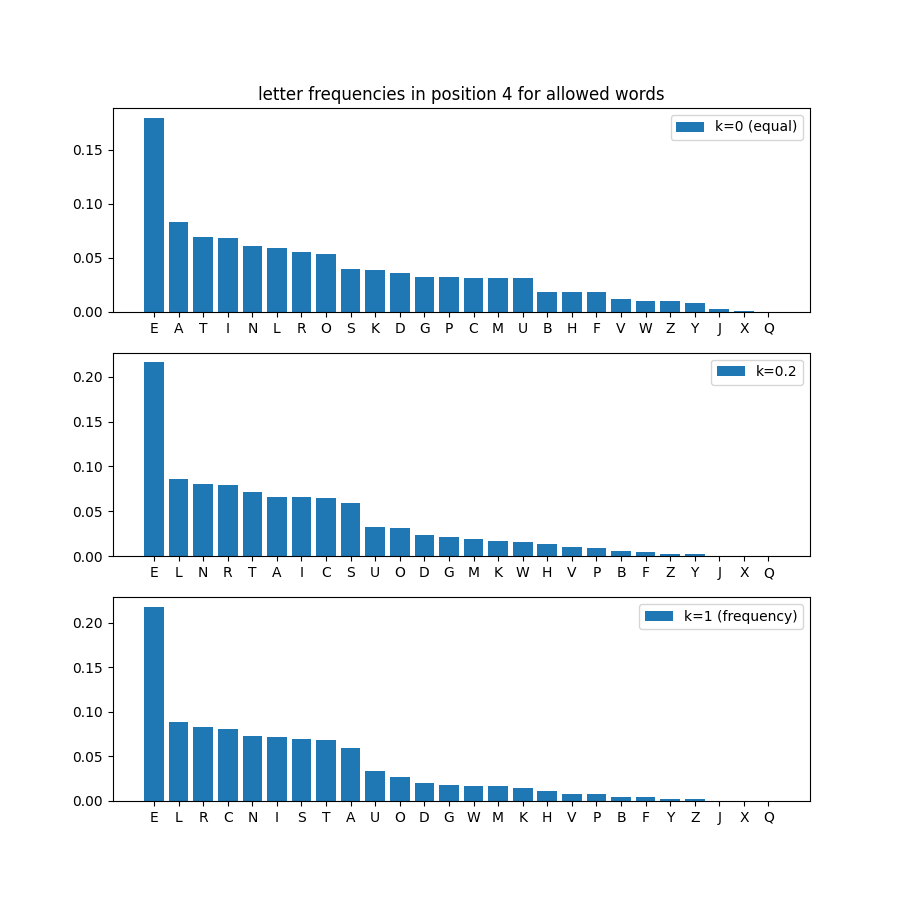 letter frequencies in position 4 for allowed words
k=0 (equal)
0.15
0.10
0.05
0.00
E A T I N L R O S K D G P C M U B H F V W Z Y J X Q
k=0.2
0.20
0.15
0.10
0.05
0.00
E L N R T A I C S U O D G M K W H V P B F Z Y J X Q
k=1 (frequency)
0.20
0.15
0.10
0.05
0.00
E L R C N I S T A U O D G W M K H V P B F Y Z J X Q